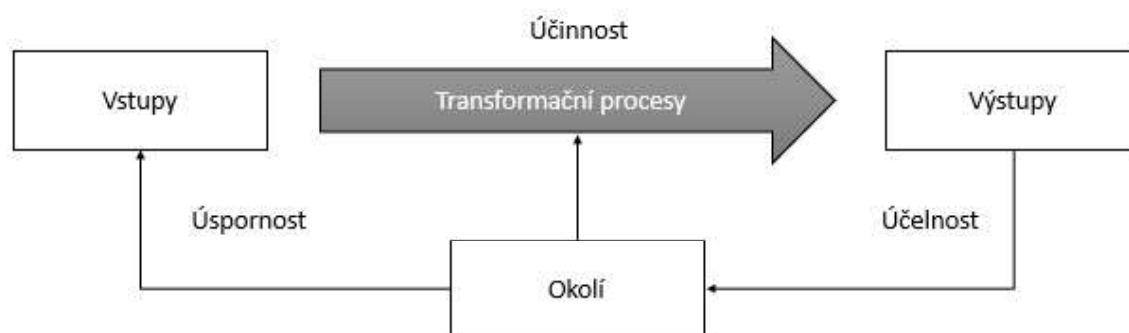 Účinnost
Vstupy
Transformační procesy
Výstupy
Úspornost
Účelnost
Okolí